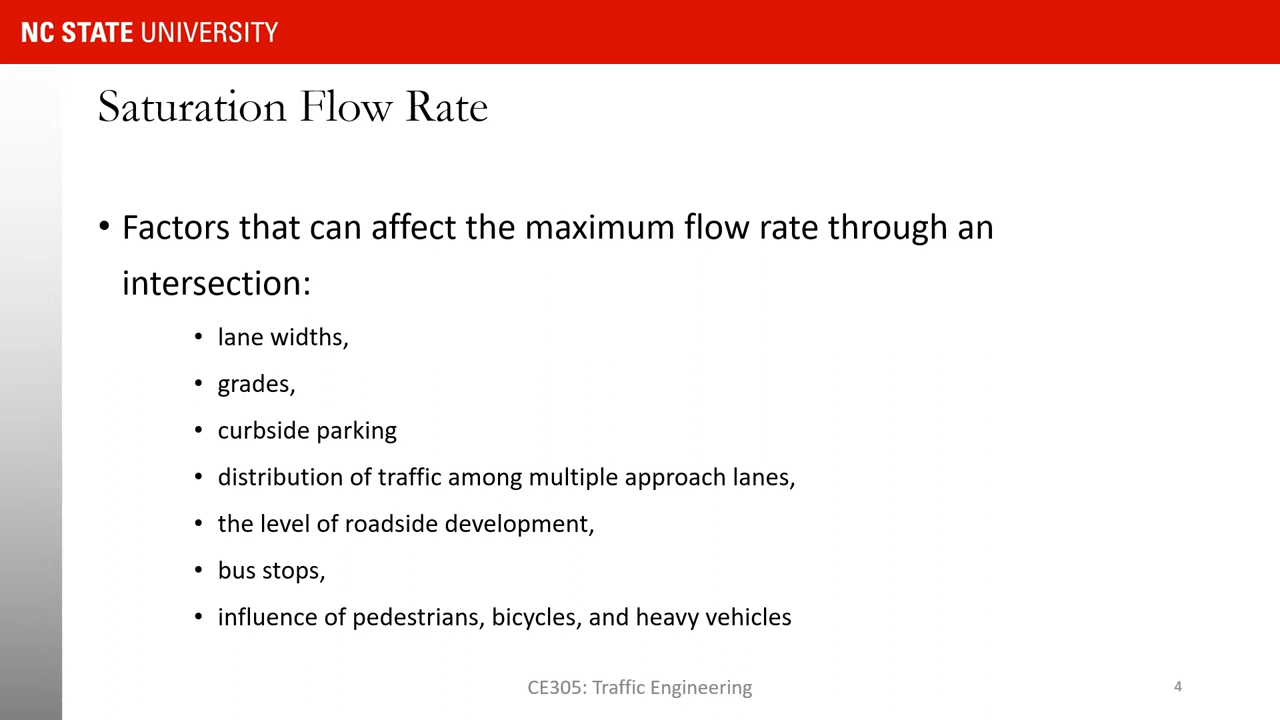 NC STATE UNIVERSITY
Saturation Flow Rate
• Factors that can affect the maximum flow rate through an
intersection:
• lane widths,
• grades,
• curbside parking
• distribution of traffic among multiple approach lanes,
• the level of roadside development,
• bus stops,
• influence of pedestrians, bicycles, and heavy vehicles
CE305: Traffic Engineering
4